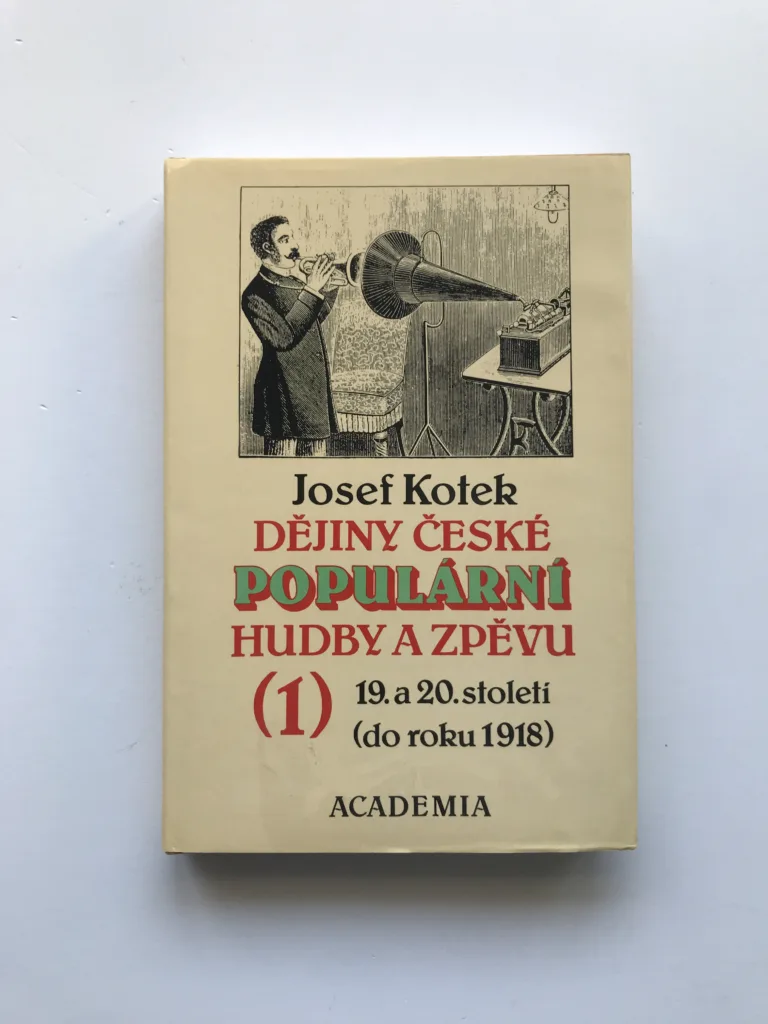 Josef Kotek
DĚJINY ČESKÉ
POPULÁRNÍ
HUDBY A ZPĚVU
(1) 19. a 20. století
(do roku 1918)
ACADEMIA